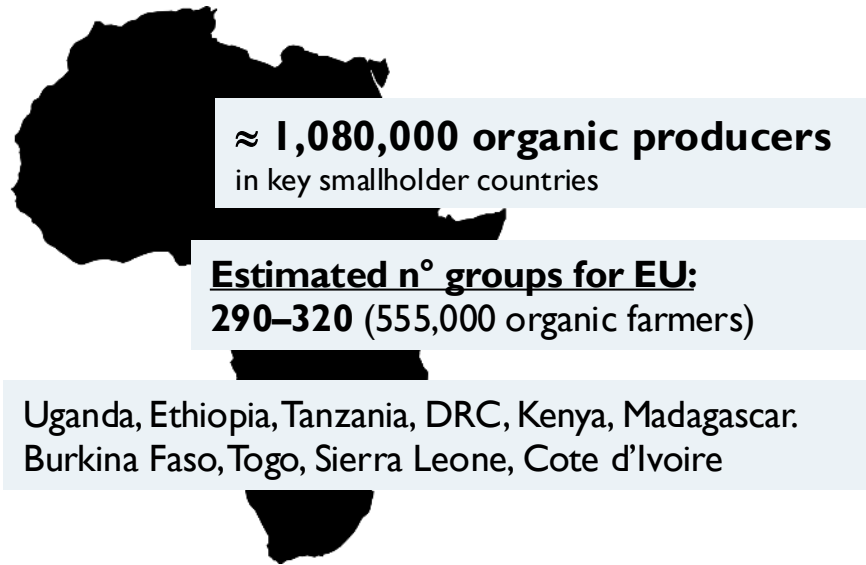 ≈ 1,080,000 organic producers
in key smallholder countries
Estimated n° groups for EU:
290–320 (555,000 organic farmers)
Uganda, Ethiopia, Tanzania, DRC, Kenya, Madagascar.
Burkina Faso, Togo, Sierra Leone, Cote d’Ivoire